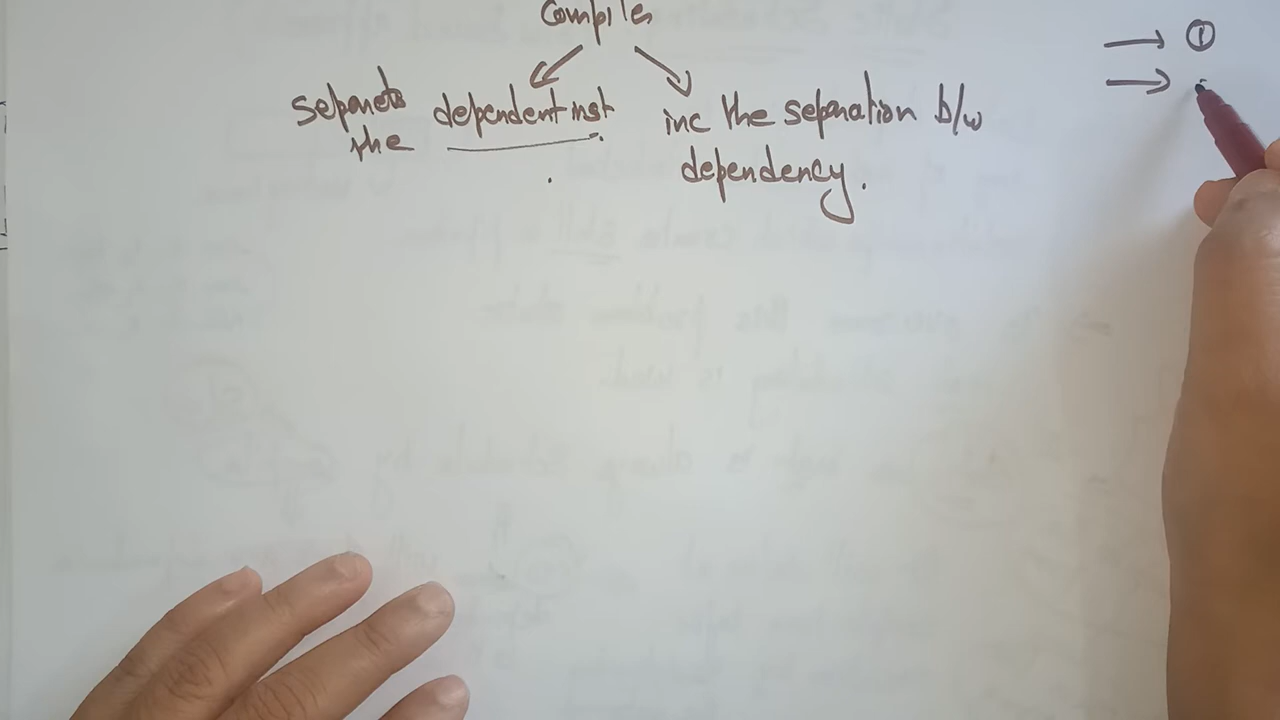 Compiler
separate dependent inst
the
inc the separation b/w
dependency.
→ ①
→